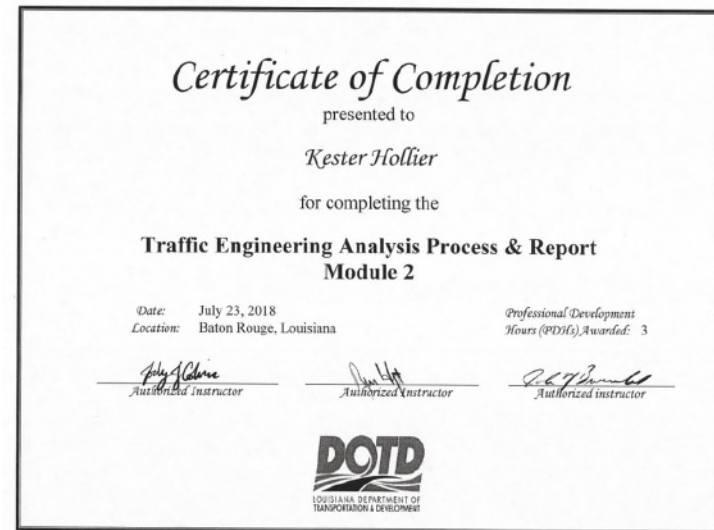 Certificate of Completion
presented to
Kester Hollier
for completing the
Traffic Engineering Analysis Process & Report
Module 2
Date: July 23, 2018
Location: Baton Rouge, Louisiana
Professional Development
Hours (PDHs) Awarded: 3
Authorized Instructor
Authorized Instructor
Authorized instructor
DOTD
LOUISIANA DEPARTMENT OF
TRANSPORTATION & DEVELOPMENT